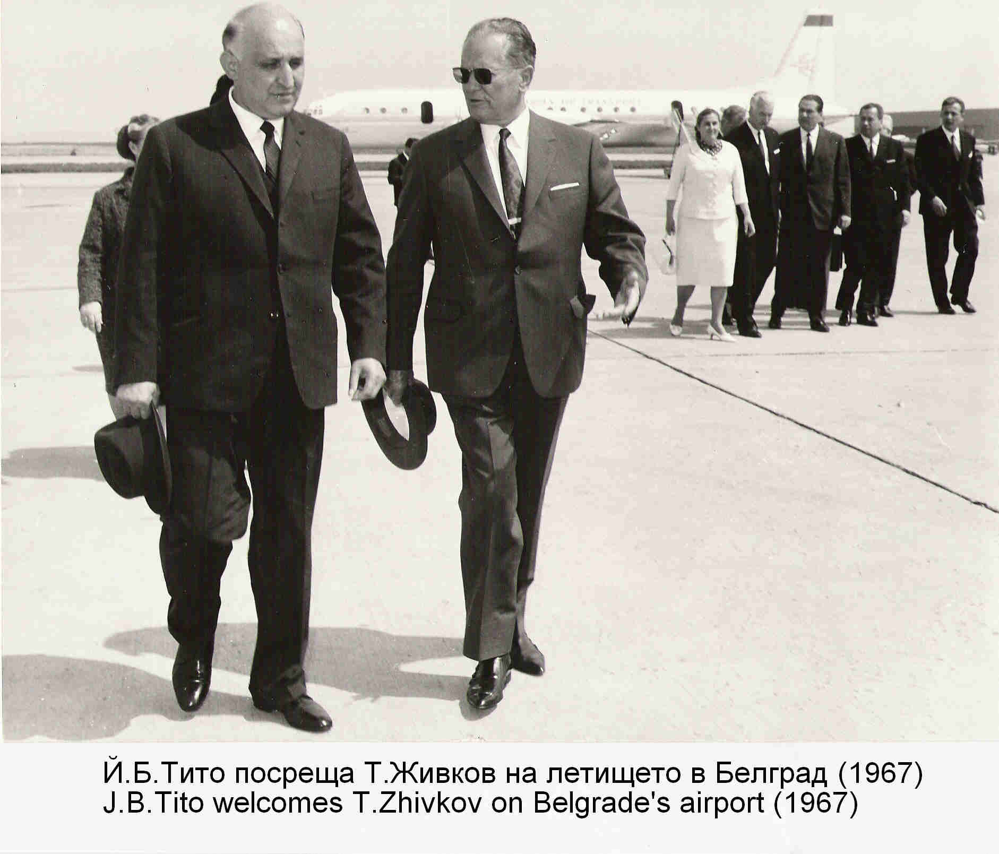 Й.Б.Тито посреща Т.Живков на летището в Белград (1967)
J.B.Tito welcomes T.Zhivkov on Belgrade's airport (1967)